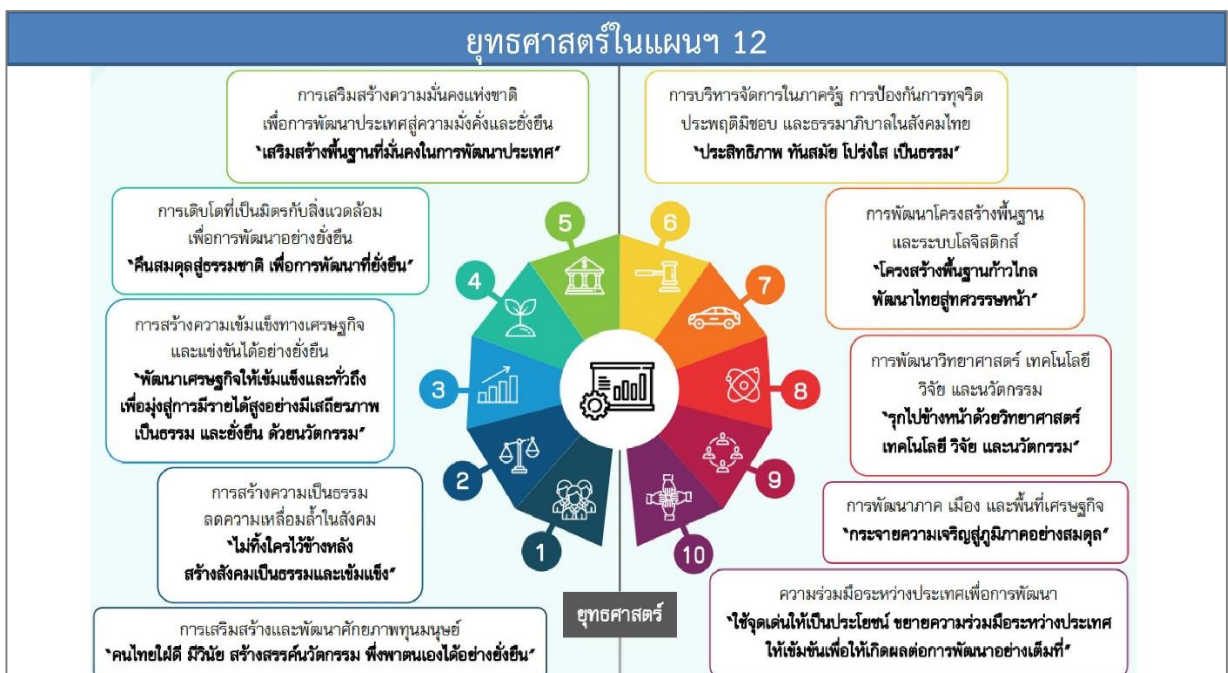 ยุทธศาสตร์ในแผนฯ 12
การเสริมสร้างความมั่นคงแห่งชาติ
เพื่อการพัฒนาประเทศสู่ความมั่งคั่งและยั่งยืน
“เสริมสร้างพื้นฐานที่มั่นคงในการพัฒนาประเทศ”
การบริหารจัดการในภาครัฐ การป้องกันการทุจริต
ประพฤติมิชอบ และธรรมาภิบาลในสังคมไทย
“ประสิทธิภาพ ทันสมัย โปร่งใส เป็นธรรม”
การเติบโตที่เป็นมิตรกับสิ่งแวดล้อม
เพื่อการพัฒนาอย่างยั่งยืน
“คืนสมดุลสู่ธรรมชาติ เพื่อการพัฒนาที่ยั่งยืน”
การพัฒนาโครงสร้างพื้นฐาน
และระบบโลจิสติกส์
“โครงสร้างพื้นฐานก้าวไกล
พัฒนาไทยสู่ทศวรรษหน้า”
การสร้างความเข้มแข็งทางเศรษฐกิจ
และแข่งขันได้อย่างยั่งยืน
“พัฒนาเศรษฐกิจให้เข้มแข็งและทั่วถึง
เพื่อมุ่งสู่การมีรายได้สูงอย่างมีเสถียรภาพ
เป็นธรรม และยั่งยืน ด้วยนวัตกรรม”
การพัฒนาวิทยาศาสตร์ เทคโนโลยี
วิจัย และนวัตกรรม
“รุกไปข้างหน้าด้วยวิทยาศาสตร์
เทคโนโลยี วิจัย และนวัตกรรม”
การสร้างความเป็นธรรม
ลดความเหลื่อมล้ำในสังคม
“ไม่ทิ้งใครไว้ข้างหลัง
สร้างสังคมเป็นธรรมและเข้มแข็ง”
การพัฒนาภาค เมือง และพื้นที่เศรษฐกิจ
“กระจายความเจริญสู่ภูมิภาคอย่างสมดุล”
การเสริมสร้างและพัฒนาศักยภาพทุนมนุษย์
“คนไทยใฝ่ดี มีวินัย สร้างสรรค์นวัตกรรม พึ่งพาตนเองได้อย่างยั่งยืน”
ความร่วมมือระหว่างประเทศเพื่อการพัฒนา
“ใช้จุดเด่นให้เป็นประโยชน์ ขยายความร่วมมือระหว่างประเทศ
ให้เข้มข้นเพื่อให้เกิดผลต่อการพัฒนาอย่างเต็มที่”
1
2
3
4
5
6
7
8
9
10
$
ยุทธศาสตร์